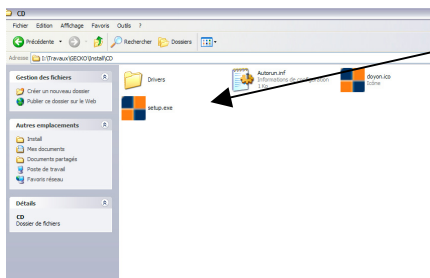 CD
Fichier Edition Affichage Favoris Outils ?
Précédente Rechercher Dossiers
Adresse I:\Travaux\GECKO\Install\CD
Gestion des fichiers
Créer un nouveau dossier
Publier ce dossier sur le Web
Autres emplacements
Install
Mes documents
Documents partagés
Poste de travail
Favoris réseau
Détails
CD
Dossier de fichiers
Drivers
Autorun.inf
Informations de configuration
1 Ko
doyon.ico
Icône
setup.exe